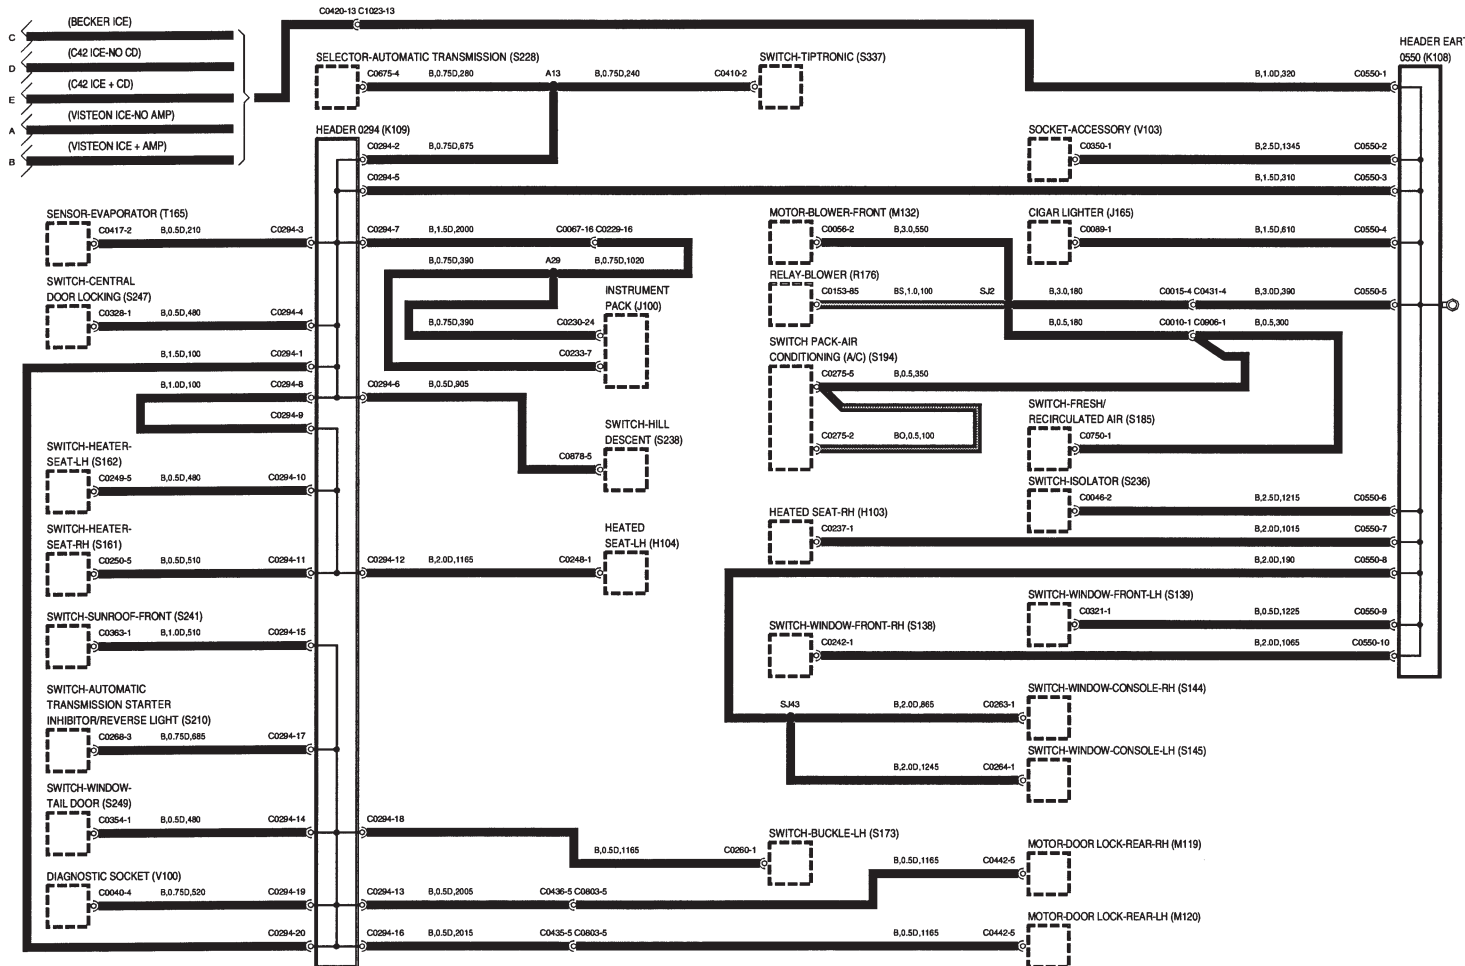 C0420-13 C1023-13
(BECKER ICE)
C
(C42 ICE-NO CD)
D
(C42 ICE + CD)
E
(VISTEON ICE-NO AMP)
A
(VISTEON ICE + AMP)
B
SELECTOR-AUTOMATIC TRANSMISSION (S228)
C0675-4 B,0.75D,280 A13 B,0.75D,240 C0410-2
SWITCH-TIPTRONIC (S337)
HEADER EAR
0550 (K108)
B,1.0D,320 C0550-1
HEADER 0294 (K109)
C0294-2 B,0.75D,675
SOCKET-ACCESSORY (V103)
C0350-1 B,2.5D,1345 C0550-2
C0294-5 B,1.5D,310 C0550-3
SENSOR-EVAPORATOR (T165)
C0417-2 B,0.5D,210 C0294-3
C0294-7 B,1.5D,2000 C0067-16 C0229-16
MOTOR-BLOWER-FRONT (M132)
C0056-2 B,3.0,550
CIGAR LIGHTER (J165)
C0089-1 B,1.5D,610 C0550-4
B,0.75D,390 A29 B,0.75D,1020
RELAY-BLOWER (R176)
C0153-85 BS,1.0,100 SJ2 B,3.0,180 C0015-4 C0431-4 B,3.0D,390 C0550-5
SWITCH-CENTRAL
DOOR LOCKING (S247)
C0328-1 B,0.5D,480 C0294-4
INSTRUMENT
PACK (J100)
B,0.75D,390 C0230-24
C0233-7
B,0.5,180 C0010-1 C0906-1 B,0.5,300
B,1.5D,100 C0294-1
SWITCH PACK-AIR
CONDITIONING (A/C) (S194)
C0275-5 B,0.5,350
C0275-2 BO,0.5,100
B,1.0D,100 C0294-8
C0294-6 B,0.5D,905
C0294-9
SWITCH-HILL
DESCENT (S238)
C0878-5
SWITCH-FRESH/
RECIRCULATED AIR (S185)
C0750-1
SWITCH-HEATER-
SEAT-LH (S162)
C0249-5 B,0.5D,480 C0294-10
SWITCH-ISOLATOR (S236)
C0046-2 B,2.5D,1215 C0550-6
HEATED SEAT-RH (H103)
C0237-1 B,2.0D,1015 C0550-7
SWITCH-HEATER-
SEAT-RH (S161)
C0250-5 B,0.5D,510 C0294-11
C0294-12 B,2.0D,1165 C0248-1
HEATED
SEAT-LH (H104)
B,2.0D,190 C0550-8
SWITCH-WINDOW-FRONT-LH (S139)
C0321-1 B,0.5D,1225 C0550-9
SWITCH-WINDOW-FRONT-RH (S138)
C0242-1 B,2.0D,1065 C0550-10
SWITCH-SUNROOF-FRONT (S241)
C0363-1 B,1.0D,510 C0294-15
SWITCH-AUTOMATIC
TRANSMISSION STARTER
INHIBITOR/REVERSE LIGHT (S210)
C0268-3 B,0.75D,685 C0294-17
SWITCH-WINDOW-CONSOLE-RH (S144)
SJ43 B,2.0D,865 C0263-1
SWITCH-WINDOW-CONSOLE-LH (S145)
B,2.0D,1245 C0264-1
SWITCH-WINDOW-
TAIL DOOR (S249)
C0354-1 B,0.5D,480 C0294-14
C0294-18
B,0.5D,1165 C0260-1
SWITCH-BUCKLE-LH (S173)
MOTOR-DOOR LOCK-REAR-RH (M119)
B,0.5D,1165 C0442-5
DIAGNOSTIC SOCKET (V100)
C0040-4 B,0.75D,520 C0294-19
C0294-13 B,0.5D,2005 C0436-5 C0803-5
MOTOR-DOOR LOCK-REAR-LH (M120)
C0294-20
C0294-16 B,0.5D,2015 C0435-5 C0803-5 B,0.5D,1165 C0442-5